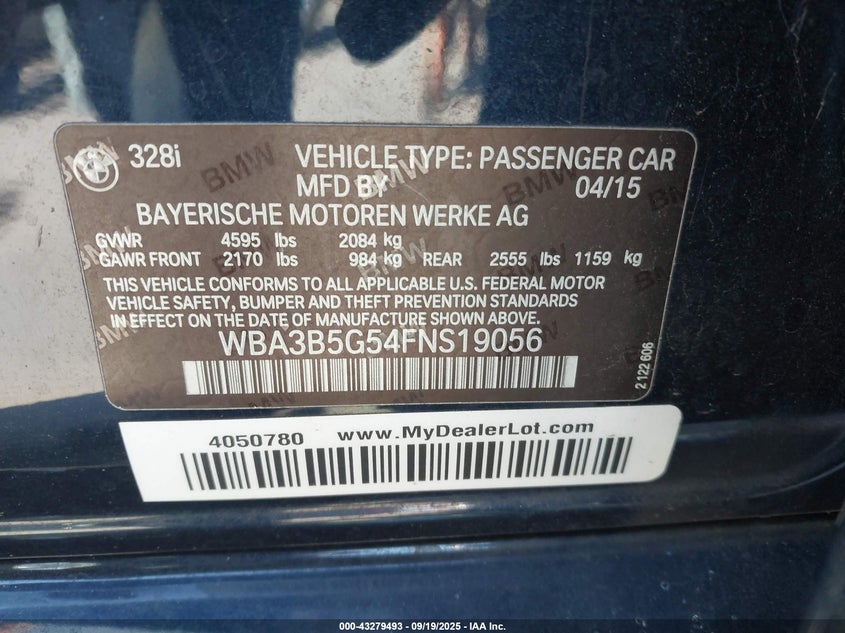 328i VEHICLE TYPE: PASSENGER CAR
MFD BY 04/15
BAYERISCHE MOTOREN WERKE AG
GVWR 4595 lbs 2084 kg
GAWR FRONT 2170 lbs 984 kg REAR 2555 lbs 1159 kg
THIS VEHICLE CONFORMS TO ALL APPLICABLE U.S. FEDERAL MOTOR
VEHICLE SAFETY, BUMPER AND THEFT PREVENTION STANDARDS
IN EFFECT ON THE DATE OF MANUFACTURE SHOWN ABOVE.
WBA3B5G54FNS19056
2 122 606
4050780 www.MyDealerLot.com
000-43279493 - 09/19/2025 - IAA Inc.